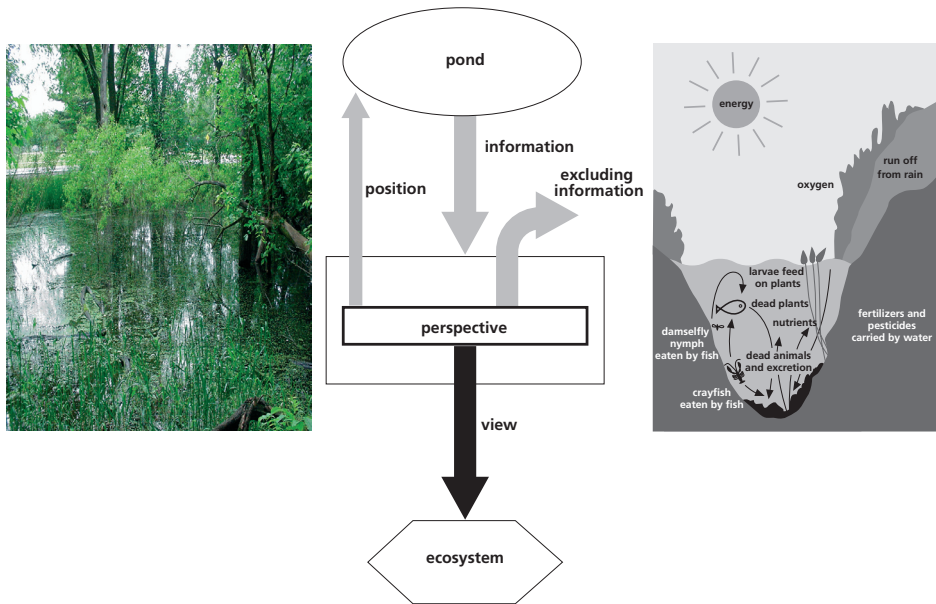 pond
information
position
excluding
information
perspective
view
ecosystem
energy
run off
from rain
oxygen
larvae feed
on plants
dead plants
nutrients
damselfly
nymph
eaten by fish
dead animals
and excretion
crayfish
eaten by fish
fertilizers and
pesticides
carried by water